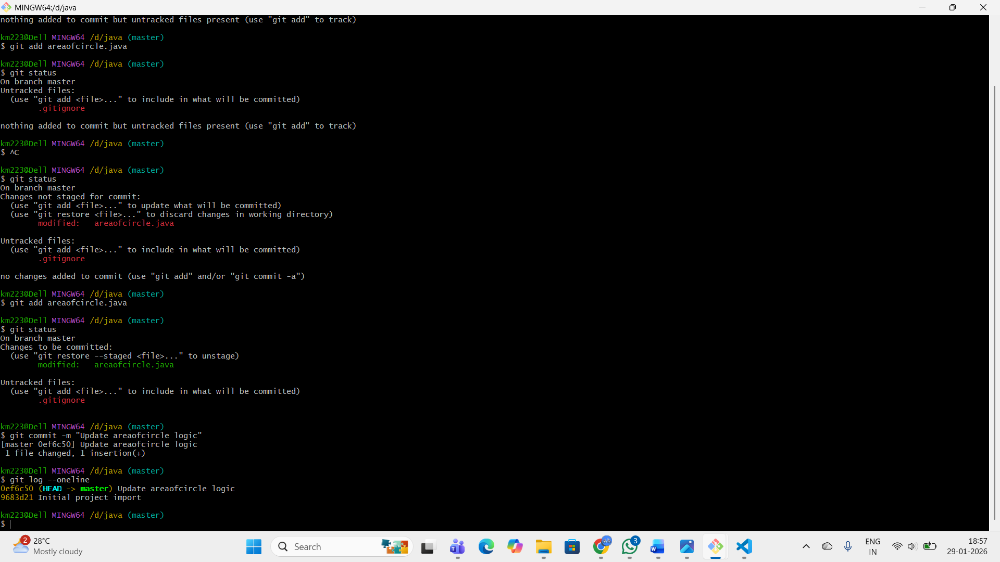 MINGW64:/d/java
nothing added to commit but untracked files present (use "git add" to track)
km223@Dell MINGW64 /d/java (master)
$ git add areaofcircle.java
km223@Dell MINGW64 /d/java (master)
$ git status
On branch master
Untracked files:
  (use "git add <file>..." to include in what will be committed)
        .gitignore
nothing added to commit but untracked files present (use "git add" to track)
km223@Dell MINGW64 /d/java (master)
$ ^C
km223@Dell MINGW64 /d/java (master)
$ git status
On branch master
Changes not staged for commit:
  (use "git add <file>..." to update what will be committed)
  (use "git restore <file>..." to discard changes in working directory)
        modified:   areaofcircle.java
Untracked files:
  (use "git add <file>..." to include in what will be committed)
        .gitignore
no changes added to commit (use "git add" and/or "git commit -a")
km223@Dell MINGW64 /d/java (master)
$ git add areaofcircle.java
km223@Dell MINGW64 /d/java (master)
$ git status
On branch master
Changes to be committed:
  (use "git restore --staged <file>..." to unstage)
        modified:   areaofcircle.java
Untracked files:
  (use "git add <file>..." to include in what will be committed)
        .gitignore
km223@Dell MINGW64 /d/java (master)
$ git commit -m "Update areaofcircle logic"
[master 0ef6c50] Update areaofcircle logic
 1 file changed, 1 insertion(+)
km223@Dell MINGW64 /d/java (master)
$ git log --oneline
0ef6c50 (HEAD -> master) Update areaofcircle logic
9683d21 Initial project import
km223@Dell MINGW64 /d/java (master)
$
2
28°C
Mostly cloudy
Search
3
ENG
IN
18:57
29-01-2026